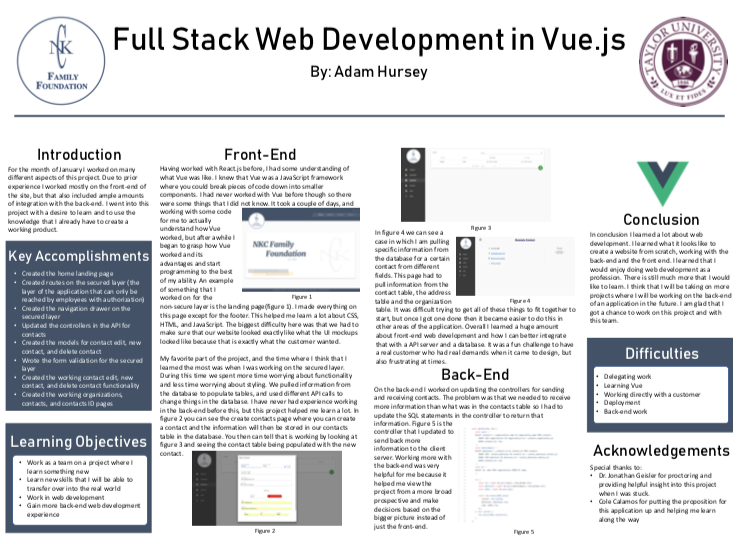 NCK
FAMILY
FOUNDATION
Full Stack Web Development in Vue.js
By: Adam Hursey
TAYLOR UNIVERSITY
LUX ET FIDES
Introduction
For the month of January I worked on many
different aspects of this project. Due to prior
experience I worked mostly on the front-end of
the site, but that also included ample amounts
of integration with the back-end. I went into this
project with a desire to learn and to use the
knowledge that I already have to create a
working product.
Key Accomplishments
• Created the home landing page
• Created routes on the secured layer (the
layer of the application that can only be
reached by employees with authorization)
• Created the navigation drawer on the
secured layer
• Updated the controllers in the API for
contacts
• Created the models for contact edit, new
contact, and delete contact
• Wrote the form validation for the secured
layer
• Created the working contact edit, new
contact, and delete contact functionality
• Created the working organizations,
contacts, and contacts IO pages
Learning Objectives
• Work as a team on a project where I
learn something new
• Learn new skills that I will be able to
transfer over into the real world
• Work in web development
• Gain more back-end web development
experience
Front-End
Having worked with React.js before, I had some understanding of
what Vue was like. I knew that Vue was a JavaScript framework
where you could break pieces of code down into smaller
components. I had never worked with Vue before though so there
were some things that I did not know. It took a couple of days, and
working with some code
for me to actually
understand how Vue
worked, but after a while I
began to grasp how Vue
worked and its
advantages and start
programming to the best
of my ability. An example
of something that I
worked on for the
NKC Family
Foundation
Figure 1
non-secure layer is the landing page(figure 1). I made everything on
this page except for the footer. This helped me learn a lot about CSS,
HTML, and JavaScript. The biggest difficulty here was that we had to
make sure that our website looked exactly like what the UI mockups
looked like because that is exactly what the customer wanted.
My favorite part of the project, and the time where I think that I
learned the most was when I was working on the secured layer.
During this time we spent more time worrying about functionality
and less time worrying about styling. We pulled information from
the database to populate tables, and used different API calls to
change things in the database. I have never had experience working
in the back-end before this, but this project helped me learn a lot. In
figure 2 you can see the create contacts page where you can create
a contact and the information will then be stored in our contacts
table in the database. You then can tell that is working by looking at
figure 3 and seeing the contact table being populated with the new
contact.
Figure 2
Figure 3
In figure 4 we can see a
case in which I am pulling
specific information from
the database for a certain
contact from different
fields. This page had to
pull information from the
contact table, the address
table and the organization
Figure 4
table. It was difficult trying to get all of these things to fit together to
start, but once I got one done then it became easier to do this in
other areas of the application. Overall I learned a huge amount
about front-end web development and how I can better integrate
that with a API server and a database. It was a fun challenge to have
a real customer who had real demands when it came to design, but
also frustrating at times.
Back-End
On the back-end I worked on updating the controllers for sending
and receiving contacts. The problem was that we needed to receive
more information than what was in the contacts table so I had to
update the SQL statements in the controller to return that
information. Figure 5 is the
controller that I updated to
send back more
information to the client
server. Working more with
the back-end was very
helpful for me because it
helped me view the
project from a more broad
prospective and make
decisions based on the
bigger picture instead of
just the front-end.
Figure 5
Conclusion
In conclusion I learned a lot about web
development. I learned what it looks like to
create a website from scratch, working with the
back-end and the front end. I learned that I
would enjoy doing web development as a
profession. There is still much more that I would
like to learn. I think that I will be taking on more
projects where I will be working on the back-end
of an application in the future. I am glad that I
got a chance to work on this project and with
this team.
Difficulties
• Delegating work
• Learning Vue
• Working directly with a customer
• Deployment
• Back-end work
Acknowledgements
Special thanks to:
• Dr. Jonathan Geisler for proctoring and
providing helpful insight into this project
when I was stuck.
• Cole Calamos for putting the proposition for
this application up and helping me learn
along the way